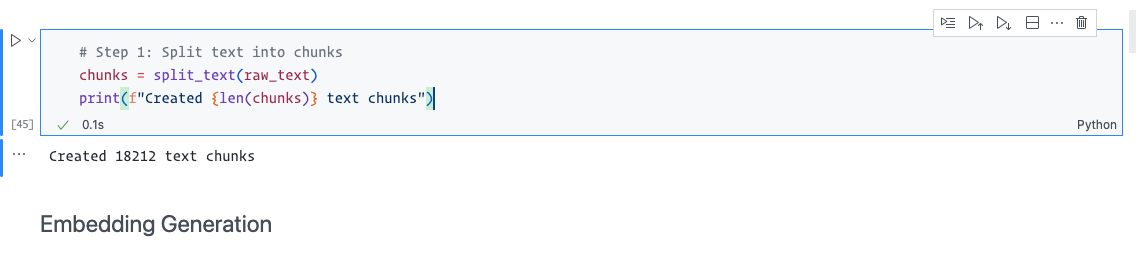 # Step 1: Split text into chunks
chunks = split_text(raw_text)
print(f"Created {len(chunks)} text chunks")
[45]
0.1s
Python
Created 18212 text chunks
Embedding Generation